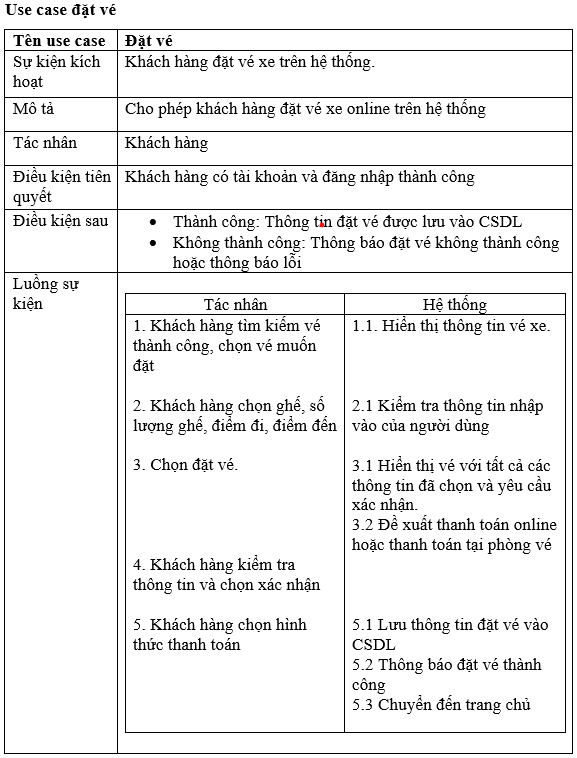 Use case đặt vé
Tên use case Đặt vé
Sự kiện kích hoạt Khách hàng đặt vé xe trên hệ thống.
Mô tả Cho phép khách hàng đặt vé xe online trên hệ thống
Tác nhân Khách hàng
Điều kiện tiên quyết Khách hàng có tài khoản và đăng nhập thành công
Điều kiện sau
• Thành công: Thông tin đặt vé được lưu vào CSDL
• Không thành công: Thông báo đặt vé không thành công
hoặc thông báo lỗi
Luồng sự kiện
Tác nhân Hệ thống
1. Khách hàng tìm kiếm vé
thành công, chọn vé muốn
đặt
1.1. Hiển thị thông tin vé xe.
2. Khách hàng chọn ghế, số
lượng ghế, điểm đi, điểm đến
2.1 Kiểm tra thông tin nhập
vào của người dùng
3. Chọn đặt vé.
3.1 Hiển thị vé với tất cả các
thông tin đã chọn và yêu cầu
xác nhận.
3.2 Đề xuất thanh toán online
hoặc thanh toán tại phòng vé
4. Khách hàng kiểm tra
thông tin và chọn xác nhận
5. Khách hàng chọn hình
thức thanh toán
5.1 Lưu thông tin đặt vé vào
CSDL
5.2 Thông báo đặt vé thành
công
5.3 Chuyển đến trang chủ